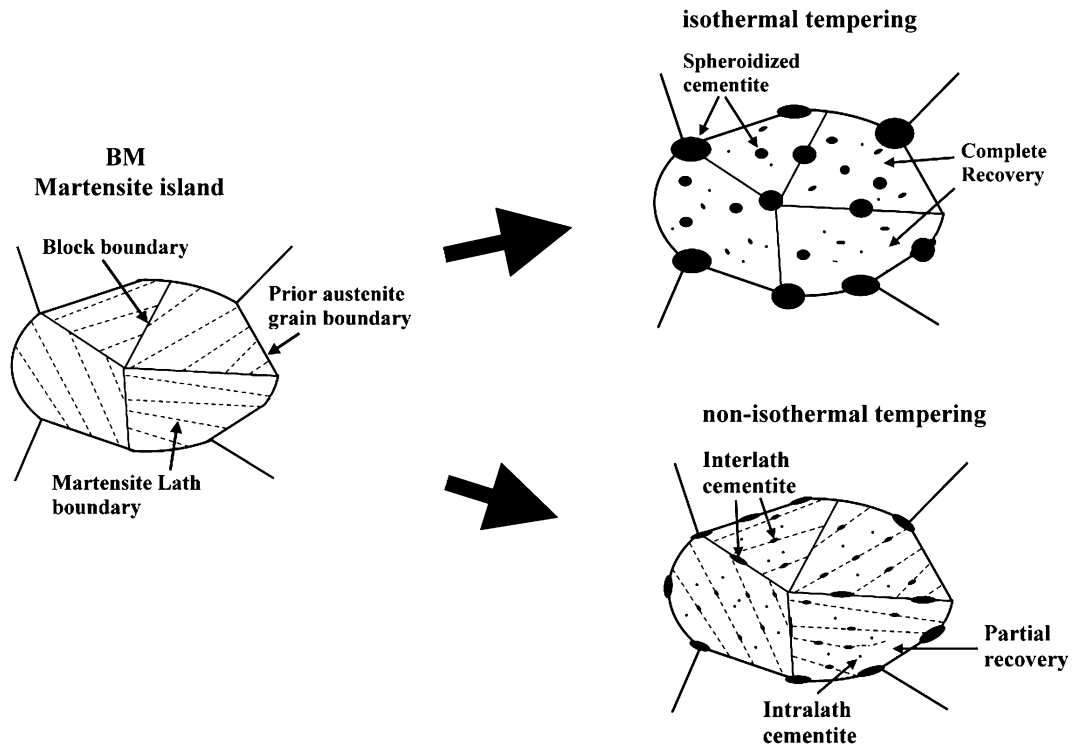 isothermal tempering
Spheroidized
cementite
Complete
Recovery
BM
Martensite island
Block boundary
Prior austenite
grain boundary
Martensite Lath
boundary
non-isothermal tempering
Interlath
cementite
Partial
recovery
Intralath
cementite